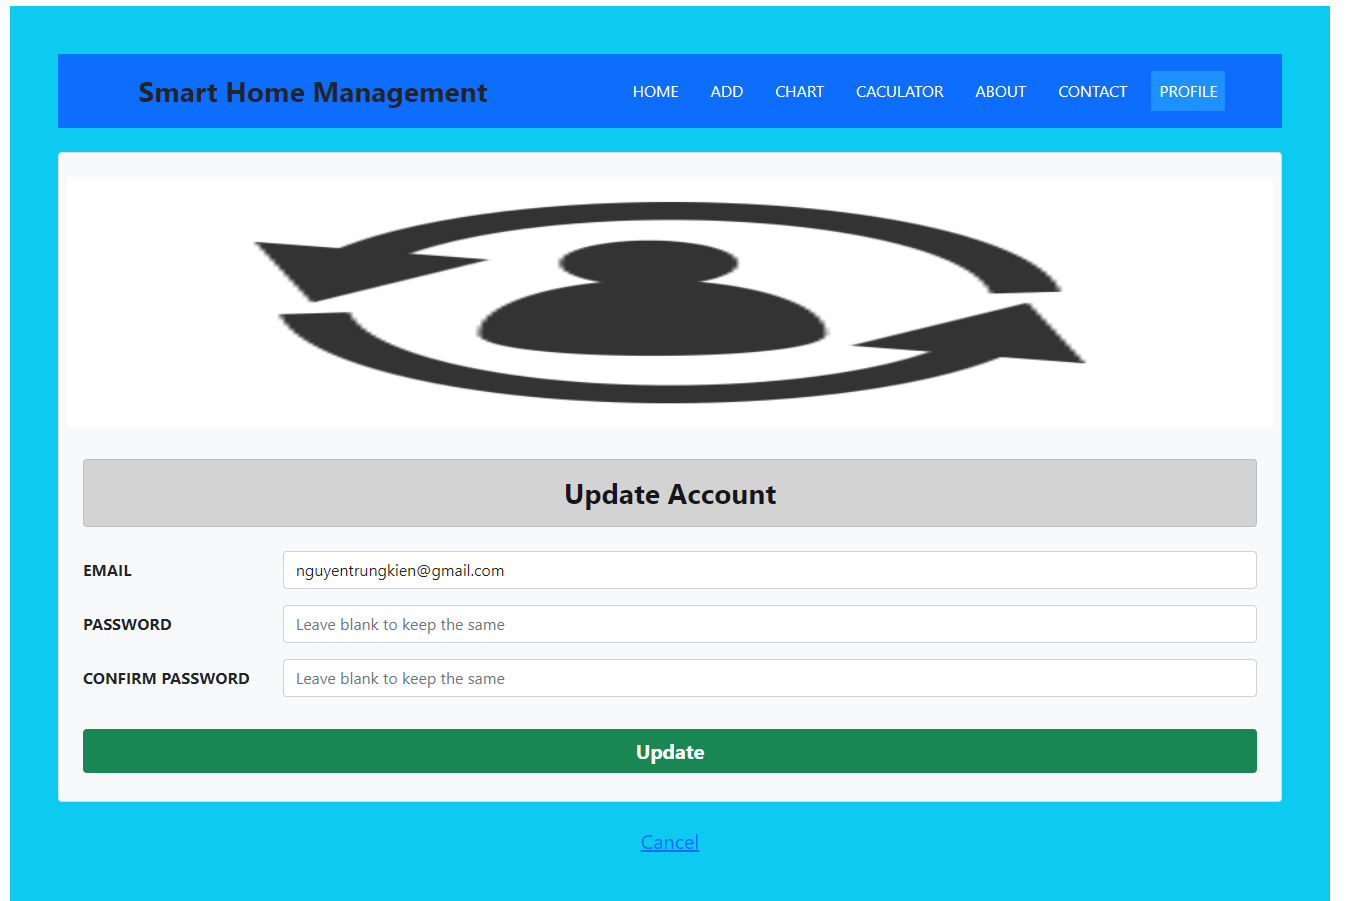 Smart Home Management HOME ADD CHART CACULATOR ABOUT CONTACT PROFILE
Update Account
EMAIL nguyentrungkien@gmail.com
PASSWORD Leave blank to keep the same
CONFIRM PASSWORD Leave blank to keep the same
Update
Cancel